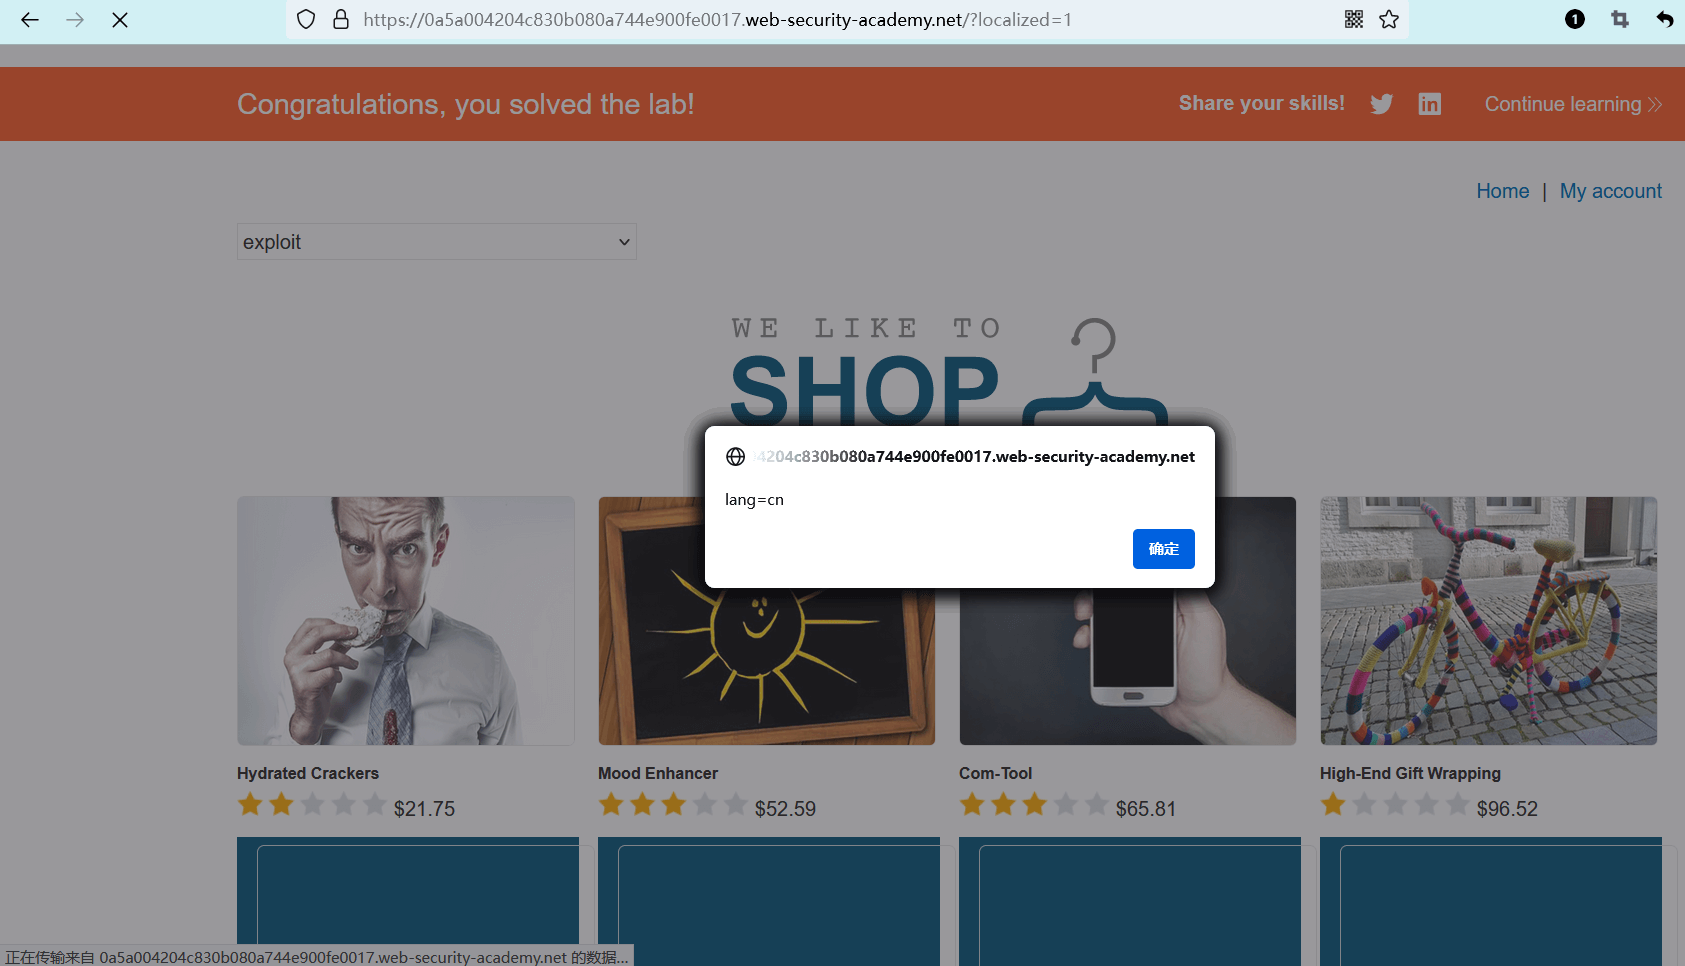 https://0a5a004204c830b080a744e900fe0017.web-security-academy.net/?localized=1
1
Congratulations, you solved the lab!
Share your skills!
in
Continue learning
Home | My account
exploit
WE LIKE TO
SHOP
4204c830b080a744e900fe0017.web-security-academy.net
lang=cn
确定
Hydrated Crackers
$21.75
Mood Enhancer
$52.59
Com-Tool
$65.81
High-End Gift Wrapping
$96.52
正在传输来自 0a5a004204c830b080a744e900fe0017.web-security-academy.net 的数据...